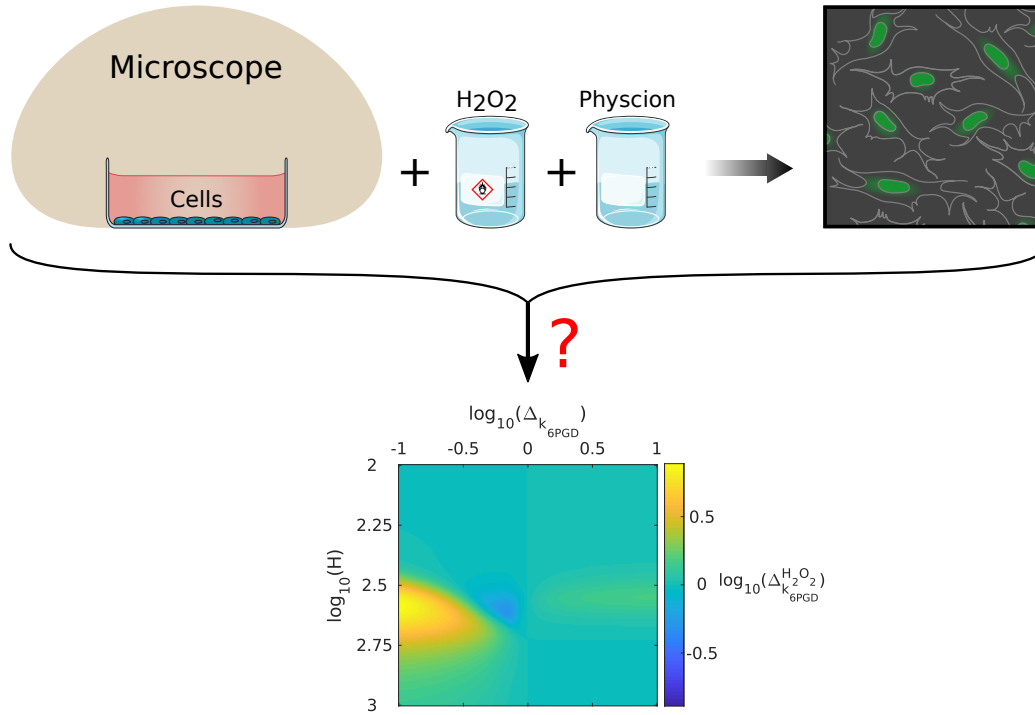 Microscope
Cells
+
H2O2
+
Physcion
?
log10(Δk6PGD)
-1 -0.5 0 0.5 1
log10(H)
2
2.25
2.5
2.75
3
0.5
0
-0.5
log10(ΔH2O2k6PGD)